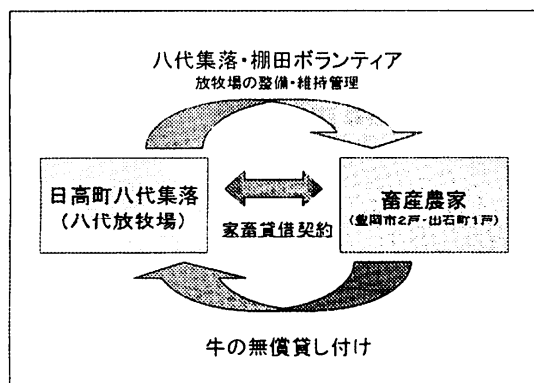 八代集落・棚田ボランティア
放牧場の整備・維持管理
日高町八代集落
(八代放牧場)
家畜貸借契約
畜産農家
(豊岡市2戸・出石町1戸)
牛の無償貸し付け